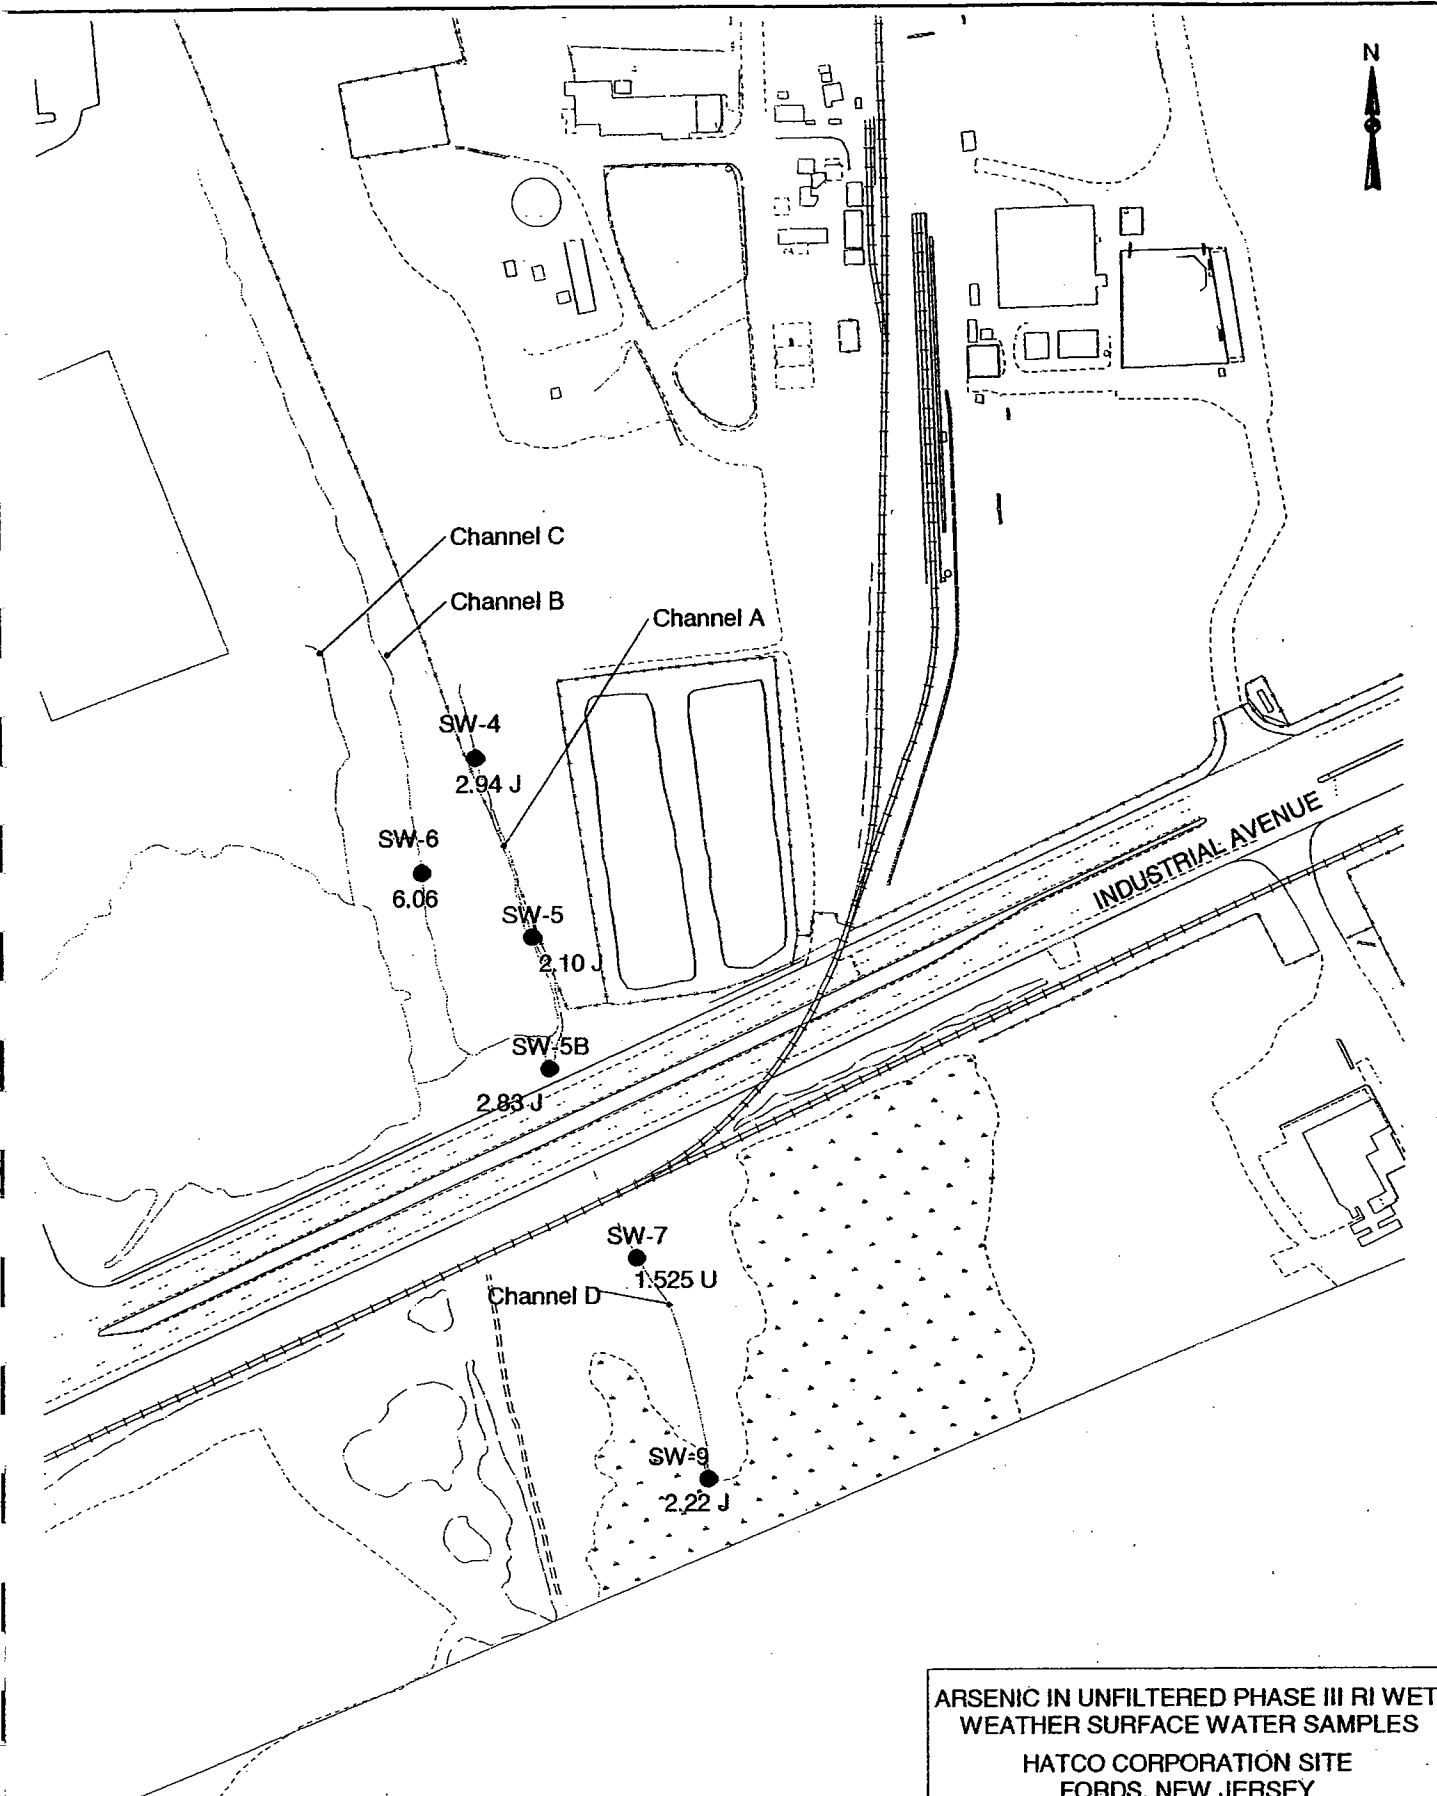 N
Channel C
Channel B
Channel A
SW-4
2.94 J
SW-6
6.06
SW-5
2.10 J
INDUSTRIAL AVENUE
SW-5B
2.83 J
SW-7
1.525 U
Channel D
SW-9
2.22 J
ARSENIC IN UNFILTERED PHASE III RI WET
WEATHER SURFACE WATER SAMPLES
HATCO CORPORATION SITE
FORDS, NEW JERSEY